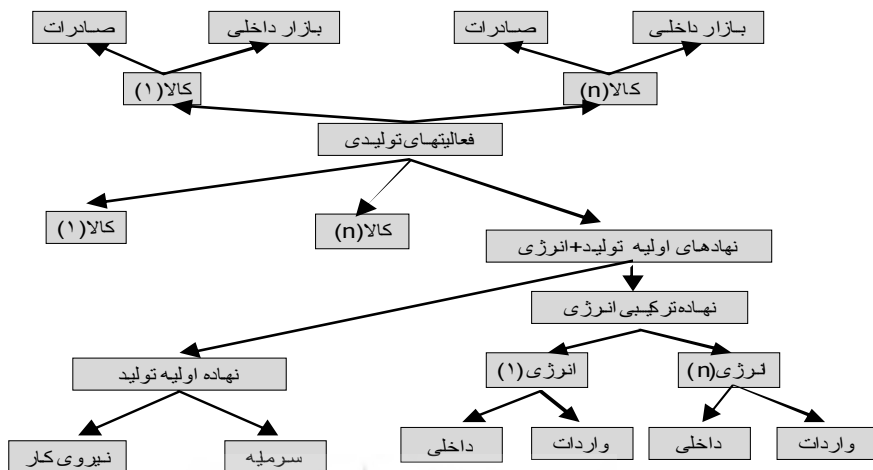 بازار داخلی
صادرات
بازار داخلی
صادرات
کالا(n)
کالا(۱)
فعالیتهای تولیدی
کالا(n)
کالا(۱)
نهادهای اولیه تولید+انرژی
نهاده ترکیبی انرژی
انرژی(n)
انرژی(۱)
نهاده اولیه تولید
واردات
داخلی
واردات
داخلی
سرمایه
نیروی کار